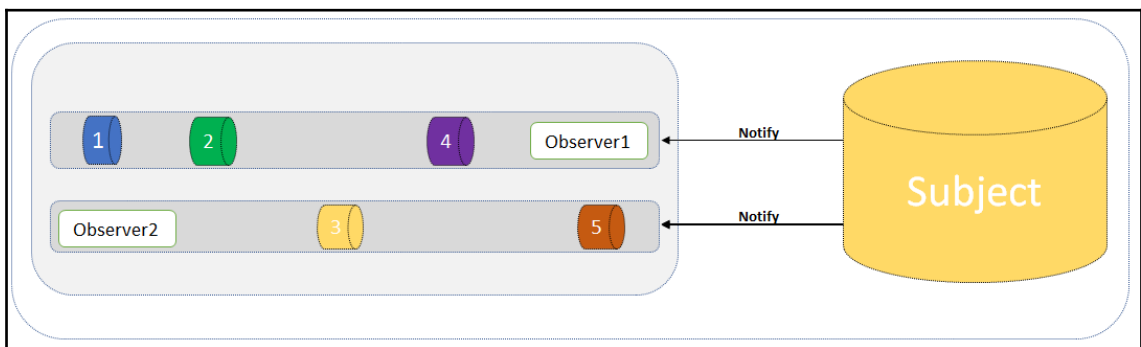 1
2
4
Observer1
Notify
Subject
Observer2
3
5
Notify